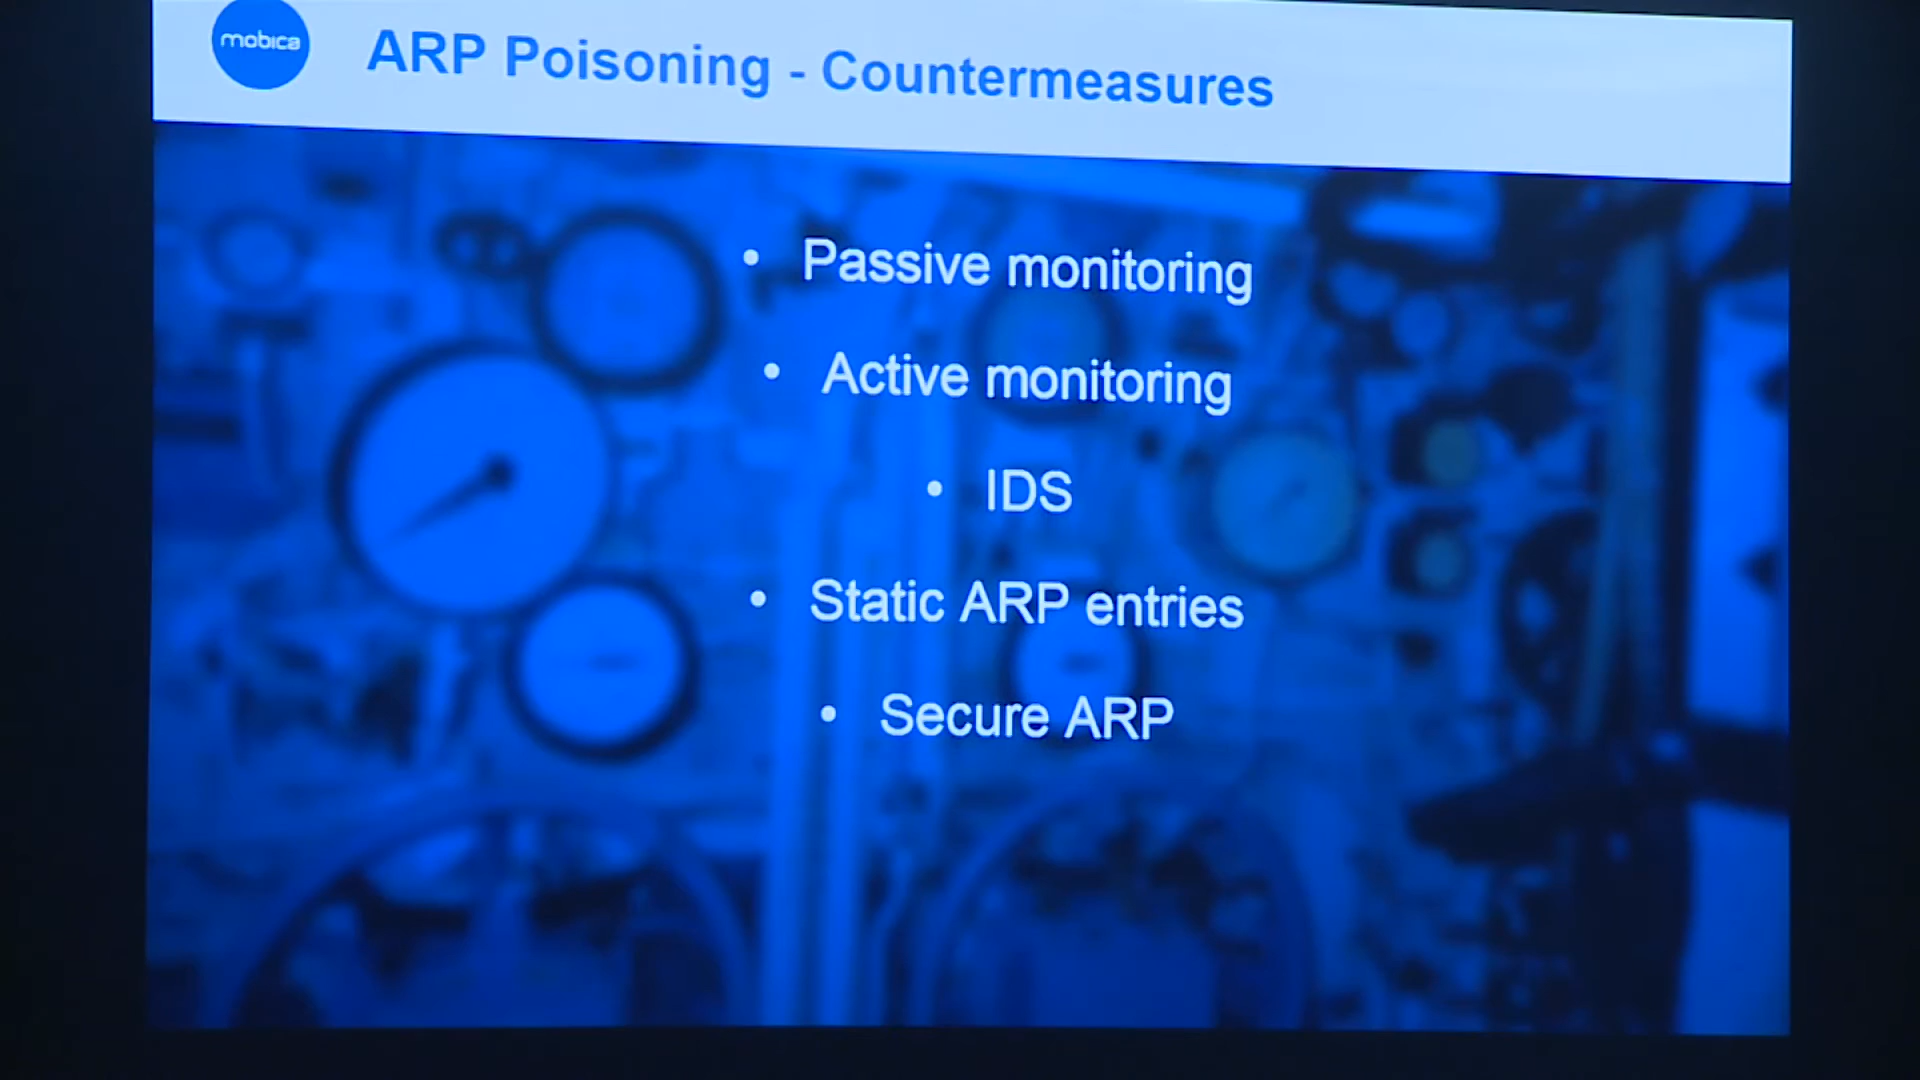 mobica
ARP Poisoning - Countermeasures
• Passive monitoring
• Active monitoring
• IDS
• Static ARP entries
• Secure ARP